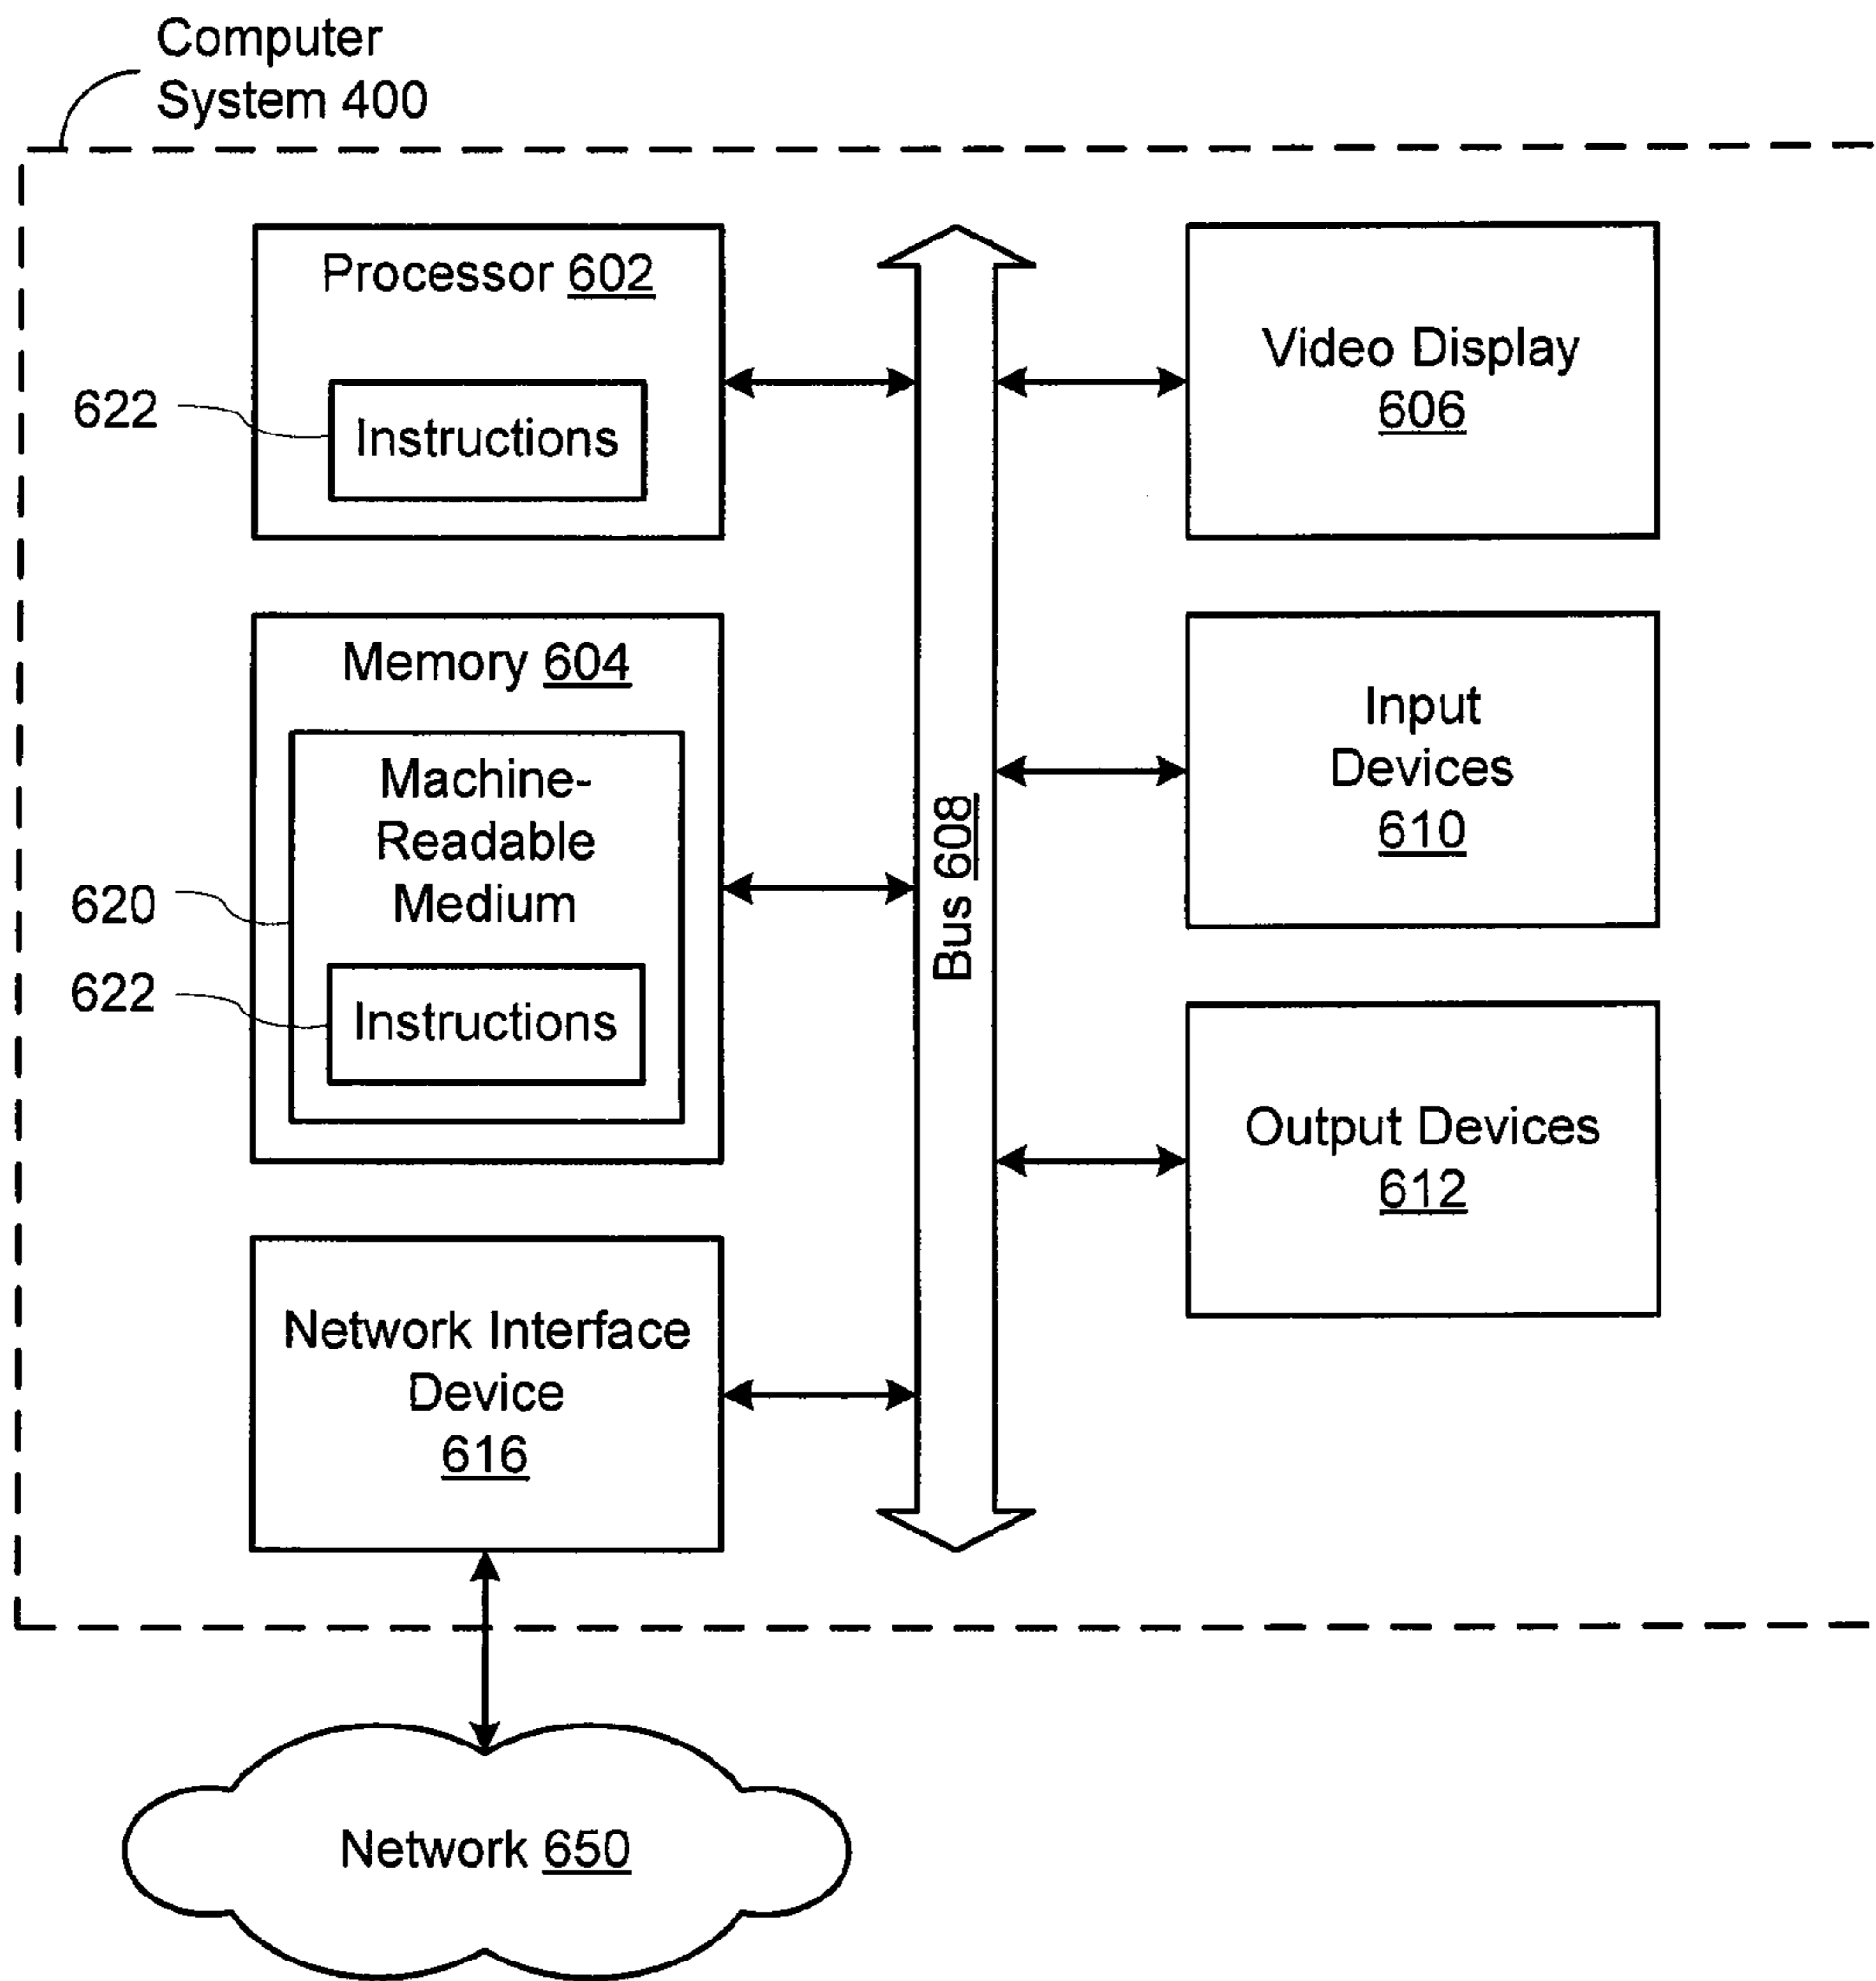 Computer
System 400
Processor 602
622
Instructions
Memory 604
Machine-
Readable
Medium
620
622
Instructions
Network Interface
Device
616
Bus 608
Video Display
606
Input
Devices
610
Output Devices
612
Network 650